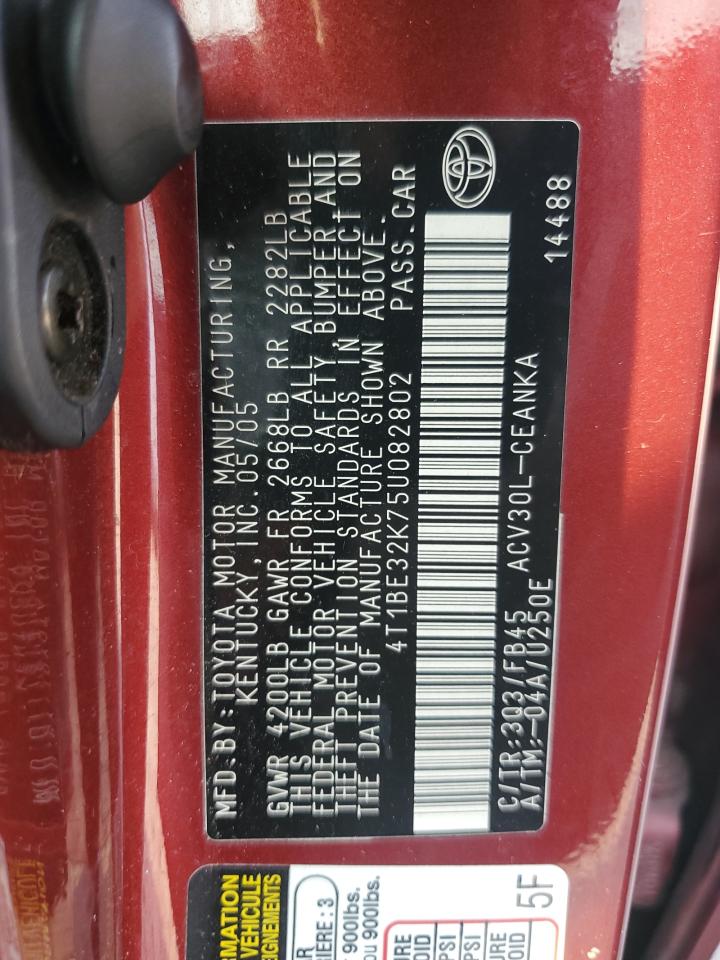 MFD.BY:TOYOTA MOTOR MANUFACTURING,
KENTUCKY, INC.05/05
GVWR 4200LB GAWR FR 2668LB RR 2282LB
THIS VEHICLE CONFORMS TO ALL APPLICABLE
FEDERAL MOTOR VEHICLE SAFETY,BUMPER AND
THEFT PREVENTION STANDARDS IN EFFECT ON
THE DATE OF MANUFACTURE SHOWN ABOVE.
4T1BE32K75U082802 PASS.CAR
C/TR:3Q3/FB45 ACV30L-CEANKA 14488
A/TM:-04A/U250E
5F